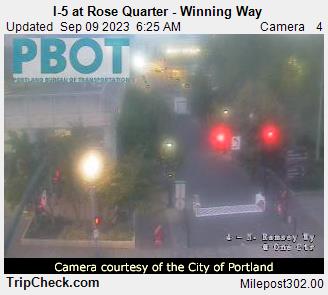 I-5 at Rose Quarter - Winning Way
Updated Sep 09 2023 6:25 AM Camera 4
PBOT
PORTLAND BUREAU OF TRANSPORTATION
Camera courtesy of the City of Portland
TripCheck.com Milepost302.00